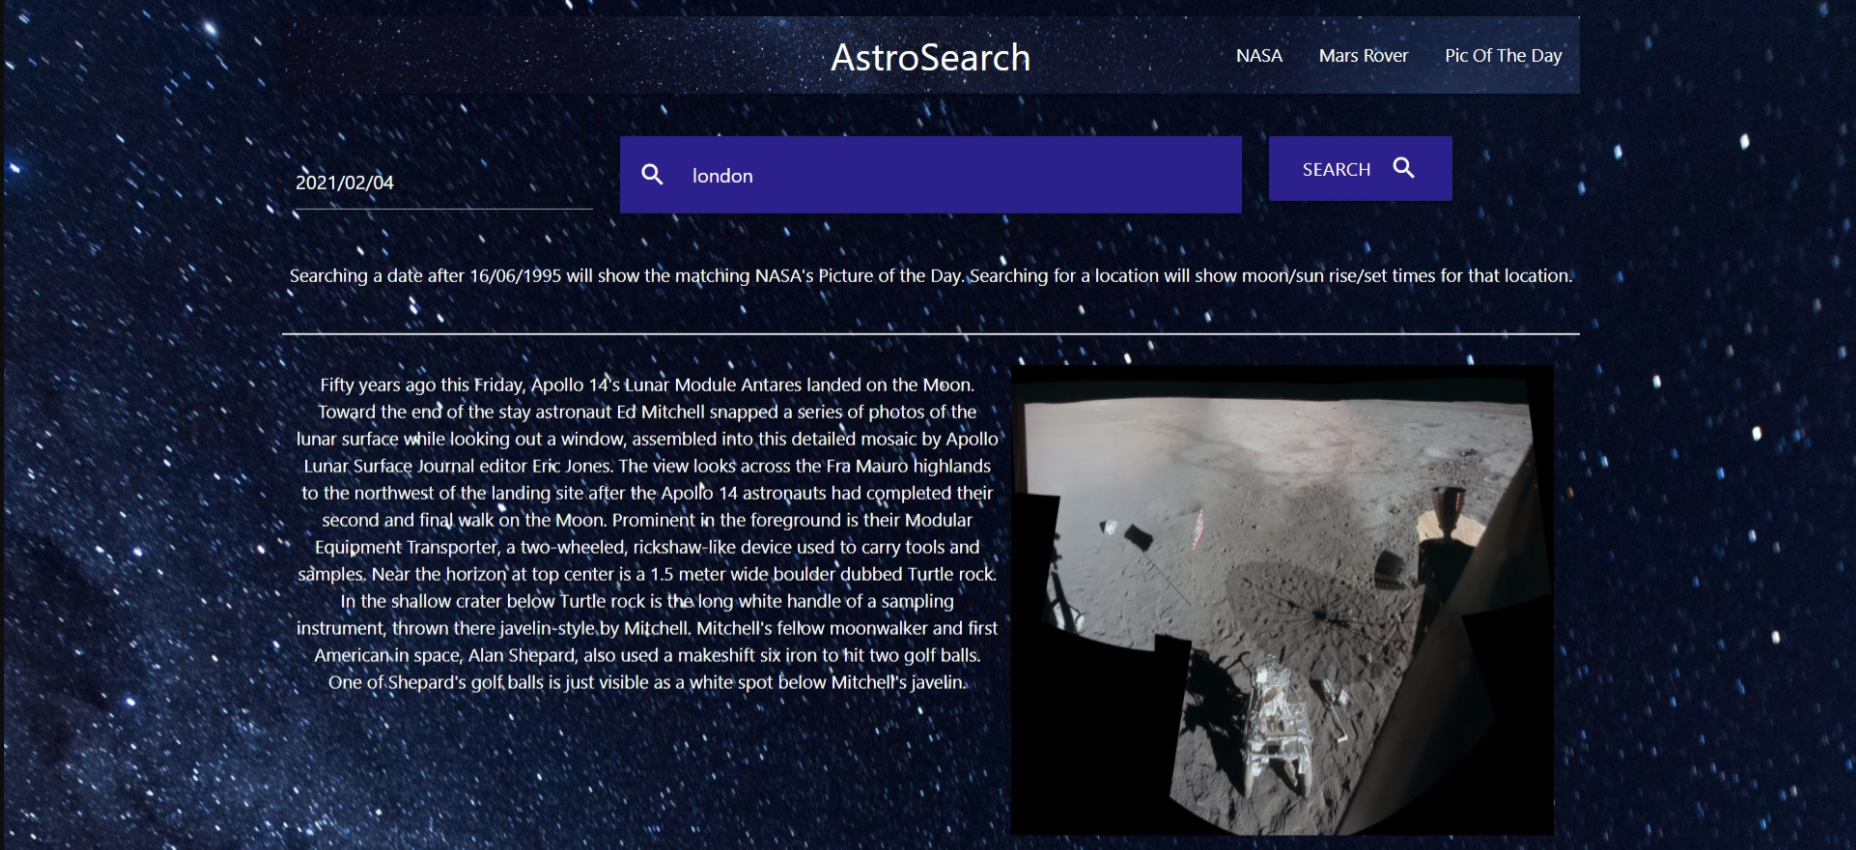 AstroSearch
NASA Mars Rover Pic Of The Day
2021/02/04
london
SEARCH
Searching a date after 16/06/1995 will show the matching NASA's Picture of the Day. Searching for a location will show moon/sun rise/set times for that location.
Fifty years ago this Friday, Apollo 14's Lunar Module Antares landed on the Moon.
Toward the end of the stay astronaut Ed Mitchell snapped a series of photos of the
lunar surface while looking out a window, assembled into this detailed mosaic by Apollo
Lunar Surface Journal editor Eric Jones. The view looks across the Fra Mauro highlands
to the northwest of the landing site after the Apollo 14 astronauts had completed their
second and final walk on the Moon. Prominent in the foreground is their Modular
Equipment Transporter, a two-wheeled, rickshaw-like device used to carry tools and
samples. Near the horizon at top center is a 1.5 meter wide boulder dubbed Turtle rock.
In the shallow crater below Turtle rock is the long white handle of a sampling
instrument, thrown there javelin-style by Mitchell. Mitchell's fellow moonwalker and first
American in space, Alan Shepard, also used a makeshift six iron to hit two golf balls.
One of Shepard's golf balls is just visible as a white spot below Mitchell's javelin.